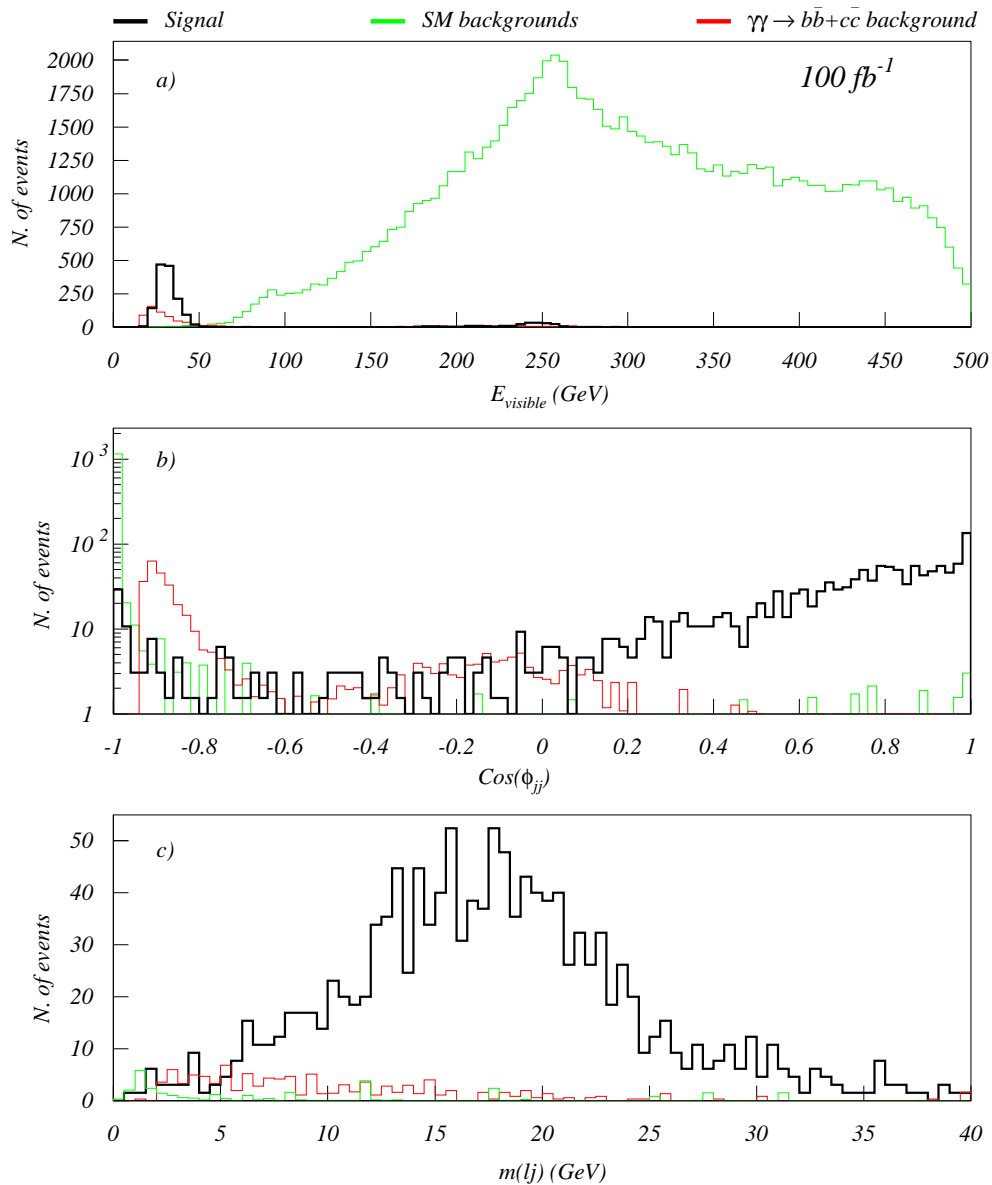 Signal SM backgrounds γγ → bb̄+cc̄ background
a) 100 fb⁻¹
N. of events
2000
1750
1500
1250
1000
750
500
250
0
0 50 100 150 200 250 300 350 400 450 500
E_visible (GeV)
b)
N. of events
10³
10²
10
1
-1 -0.8 -0.6 -0.4 -0.2 0 0.2 0.4 0.6 0.8 1
Cos(ϕ_jj)
c)
N. of events
50
40
30
20
10
0
0 5 10 15 20 25 30 35 40
m(lj) (GeV)